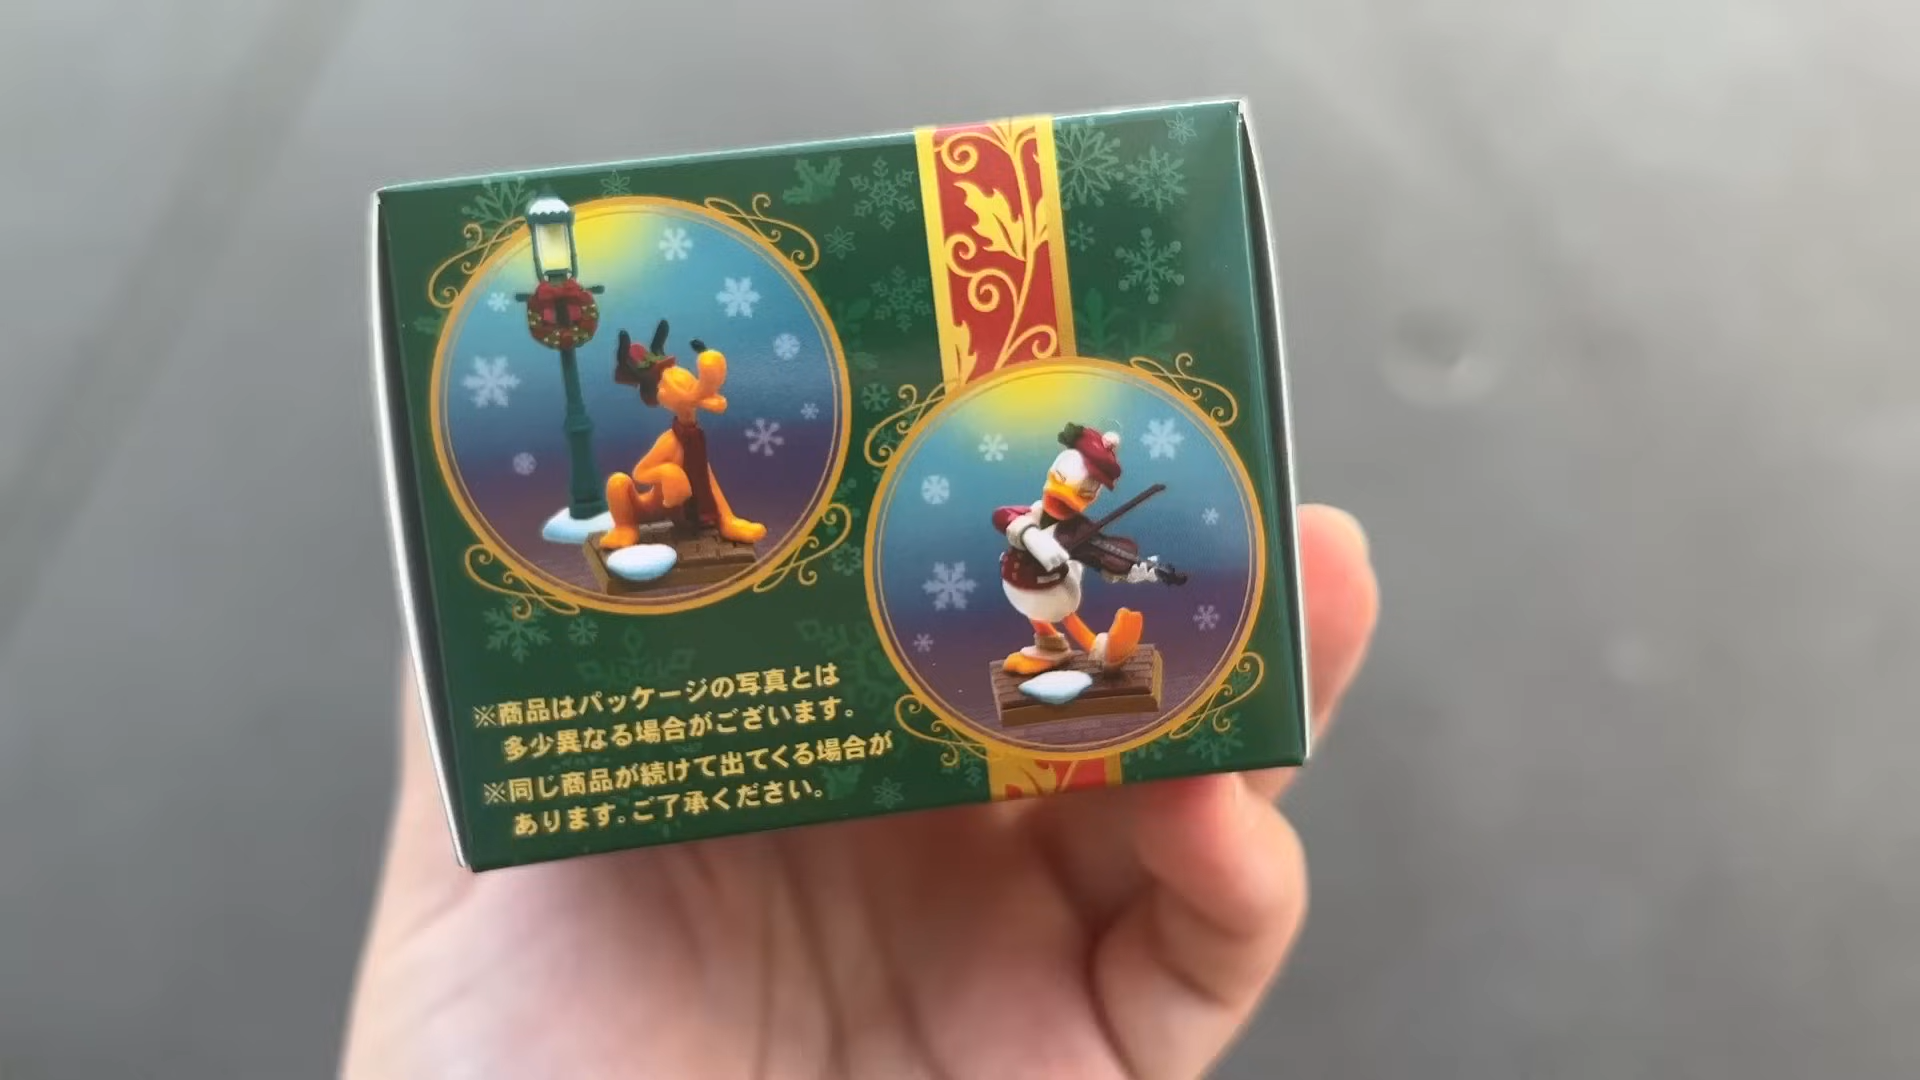 ※商品はパッケージの写真とは
多少異なる場合がございます。
※同じ商品が続けて出てくる場合が
あります。ご了承ください。